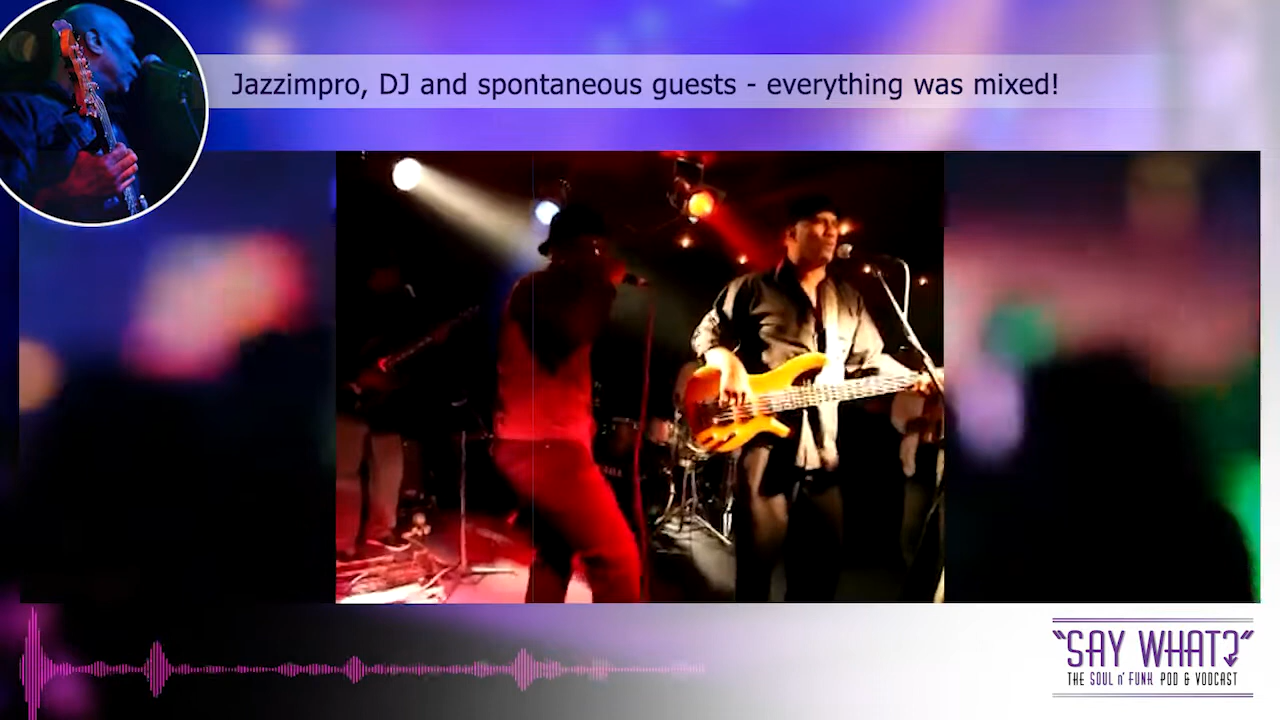 Jazzimpro, DJ and spontaneous guests - everything was mixed!
"SAY WHAT?"
THE SOUL n' FUNK POD & VODCAST